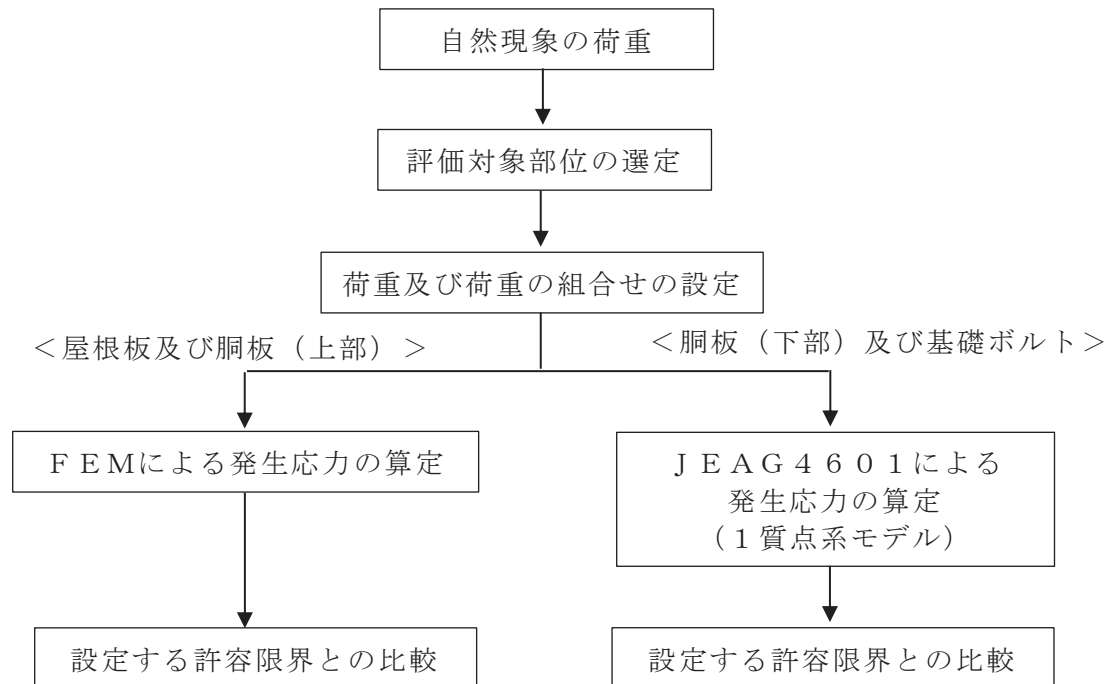 自然現象の荷重
評価対象部位の選定
荷重及び荷重の組合せの設定
＜屋根板及び胴板（上部）＞
＜胴板（下部）及び基礎ボルト＞
ＦＥＭによる発生応力の算定
ＪＥＡＧ４６０１による
発生応力の算定
（１質点系モデル）
設定する許容限界との比較
設定する許容限界との比較